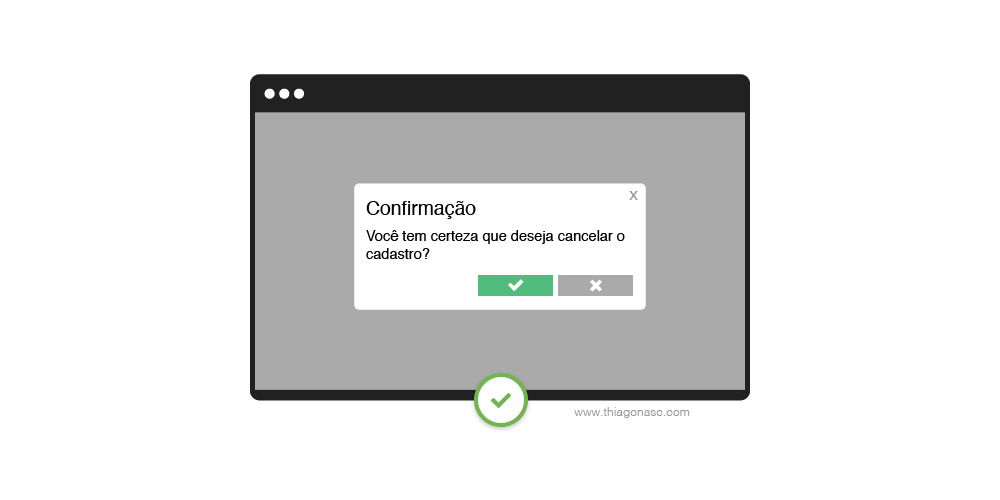 X
Confirmação
Você tem certeza que deseja cancelar o
cadastro?
www.thiagonasc.com